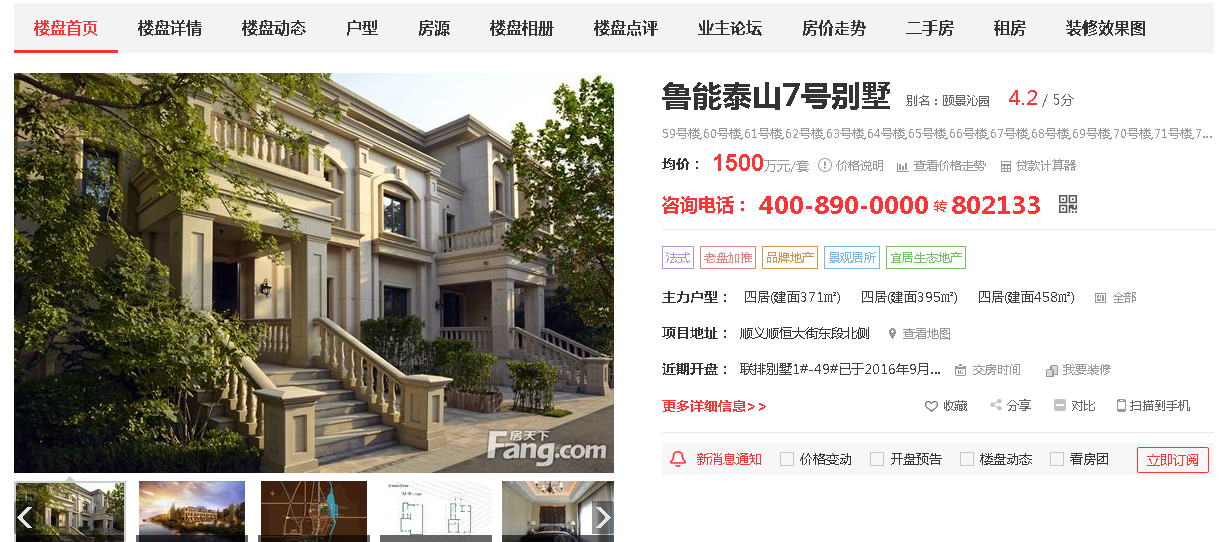 楼盘首页 楼盘详情 楼盘动态 户型 房源 楼盘相册 楼盘点评 业主论坛 房价走势 二手房 租房 装修效果图
鲁能泰山7号别墅 别名：颐景沁园 4.2 / 5分
59号楼,60号楼,61号楼,62号楼,63号楼,64号楼,65号楼,66号楼,67号楼,68号楼,69号楼,70号楼,71号楼,7...
均价： 1500万元/套 价格说明 查看价格走势 贷款计算器
咨询电话： 400-890-0000 转 802133
法式 老盘加推 品牌地产 景观居所 宜居生态地产
主力户型： 四居(建面371㎡) 四居(建面395㎡) 四居(建面458㎡) 全部
项目地址： 顺义顺恒大街东段北侧 查看地图
近期开盘： 联排别墅1#-49#已于2016年9月... 交房时间 我要装修
更多详细信息>> 收藏 分享 对比 扫描到手机
房天下
Fang.com
新消息通知 价格变动 开盘预告 楼盘动态 看房团 立即订阅